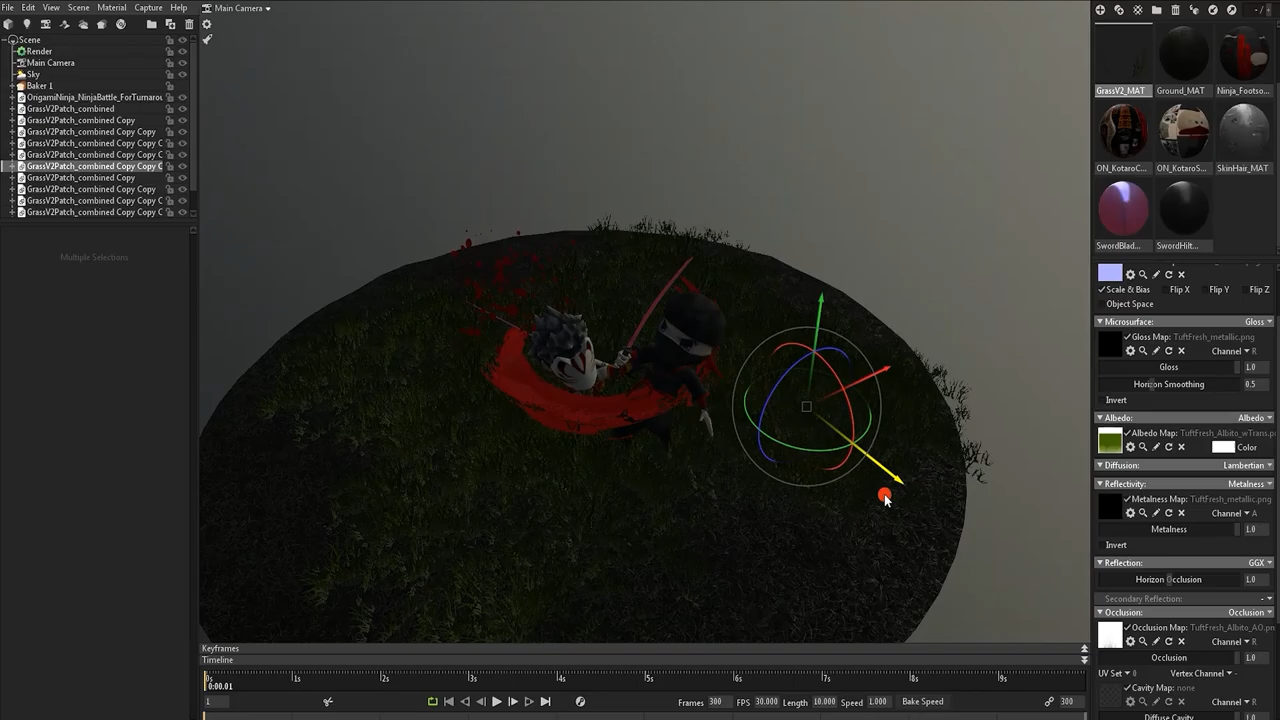 File Edit View Scene Material Capture Help
Main Camera
Scene
Render
Main Camera
Sky
Baker 1
OrigamiNinja_NinjaBattle_ForTurnarou
GrassV2Patch_combined
GrassV2Patch_combined Copy
GrassV2Patch_combined Copy Copy
GrassV2Patch_combined Copy Copy C
GrassV2Patch_combined Copy Copy C
GrassV2Patch_combined Copy Copy C
GrassV2Patch_combined Copy
GrassV2Patch_combined Copy Copy
GrassV2Patch_combined Copy Copy C
GrassV2Patch_combined Copy Copy C
Multiple Selections
GrassV2_MAT Ground_MAT Ninja_Footso...
ON_KotaroC... ON_KotaroS... SkinHair_MAT
SwordBlad... SwordHilt...
Scale & Bias Flip X Flip Y Flip Z
Object Space
Microsurface: Gloss
Gloss Map: TuftFresh_metallic.png
Channel R
Gloss 1.0
Horizon Smoothing 0.5
Invert
Albedo: Albedo
Albedo Map: TuftFresh_Albito_wTrans.p
Color
Diffusion: Lambertian
Reflectivity: Metalness
Metalness Map: TuftFresh_metallic.png
Channel A
Metalness 1.0
Invert
Reflection: GGX
Horizon Occlusion 1.0
Secondary Reflection: -
Occlusion: Occlusion
Occlusion Map: TuftFresh_Albito_AO.pn
Channel R
Occlusion 1.0
UV Set 0 Vertex Channel -
Cavity Map: none
Channel R
Diffuse Cavity
Keyframes
Timeline
0s 1s 2s 3s 4s 5s 6s 7s 8s 9s
0:00.01
1 Frames 300 FPS 30.000 Length 10.000 Speed 1.000 Bake Speed 300